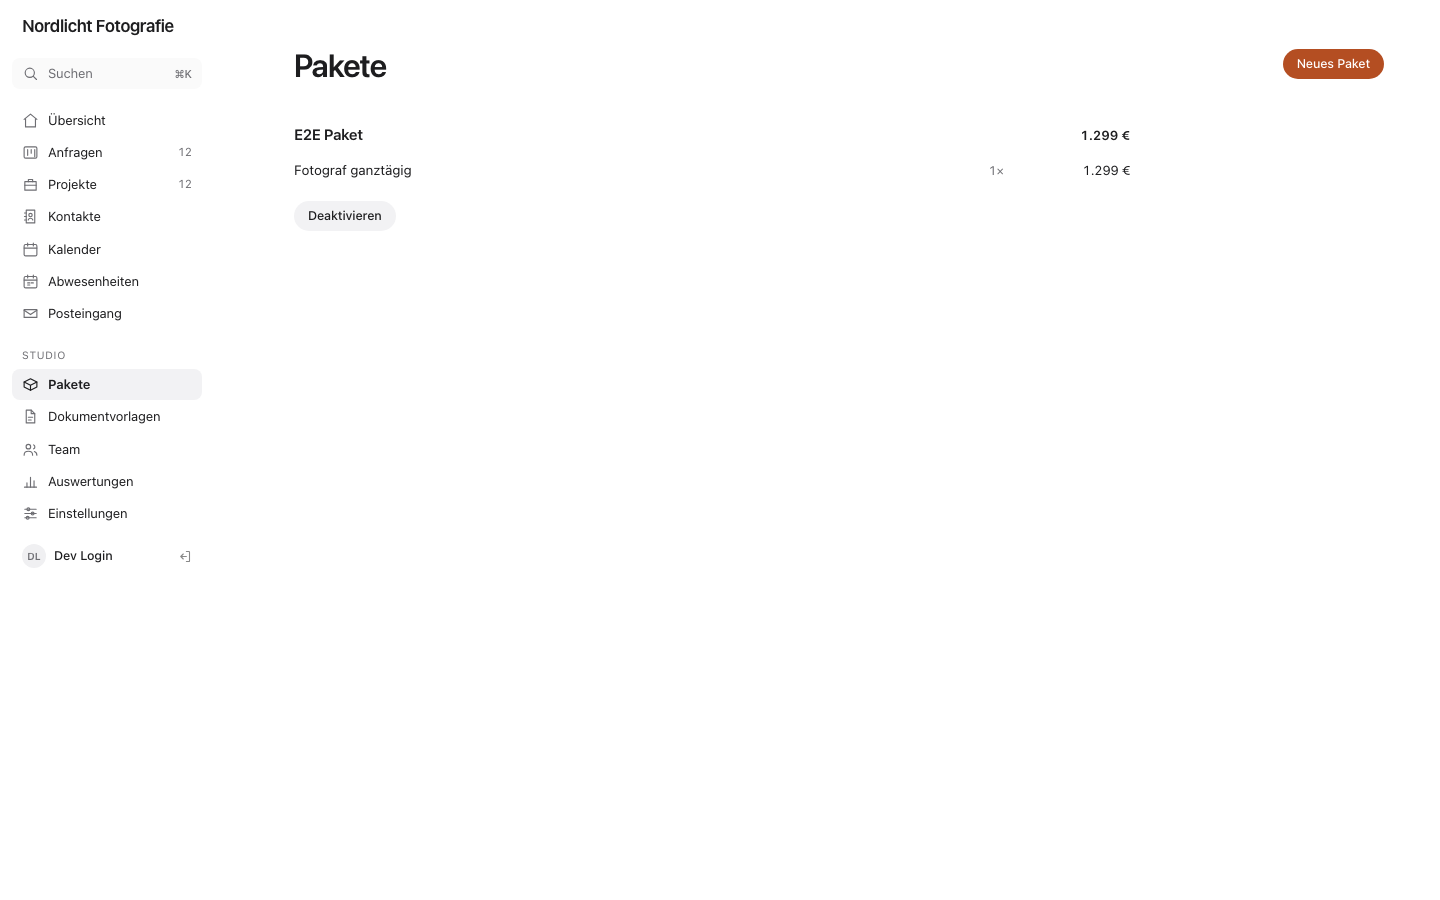 Nordlicht Fotografie
Suchen ⌘K
Übersicht
Anfragen 12
Projekte 12
Kontakte
Kalender
Abwesenheiten
Posteingang
STUDIO
Pakete
Dokumentvorlagen
Team
Auswertungen
Einstellungen
DL Dev Login
Pakete
Neues Paket
E2E Paket 1.299 €
Fotograf ganztägig 1× 1.299 €
Deaktivieren